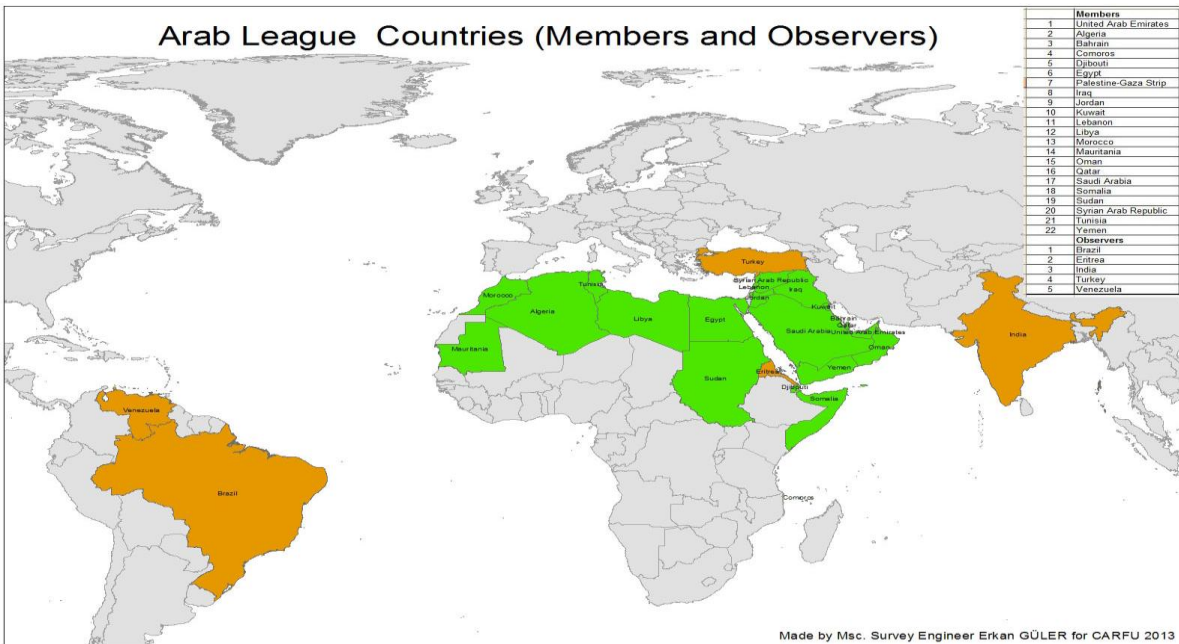 Arab League Countries (Members and Observers)
Members
1 United Arab Emirates
2 Algeria
3 Bahrain
4 Comoros
5 Djibouti
6 Egypt
7 Palestine-Gaza Strip
8 Iraq
9 Jordan
10 Kuwait
11 Lebanon
12 Libya
13 Morocco
14 Mauritania
15 Oman
16 Qatar
17 Saudi Arabia
18 Somalia
19 Sudan
20 Syrian Arab Republic
21 Tunisia
22 Yemen
Observers
1 Brazil
2 Eritrea
3 India
4 Turkey
5 Venezuela
Turkey
Syrian Arab Republic
Lebanon
Iraq
Jordan
Tunisia
Morocco
Algeria
Libya
Egypt
Kuwait
Bahrain
Qatar
Saudi Arabia
United Arab Emirates
Oman
India
Mauritania
Yemen
Eritrea
Sudan
Djibouti
Somalia
Venezuela
Brazil
Comoros
Made by Msc. Survey Engineer Erkan GÜLER for CARFU 2013